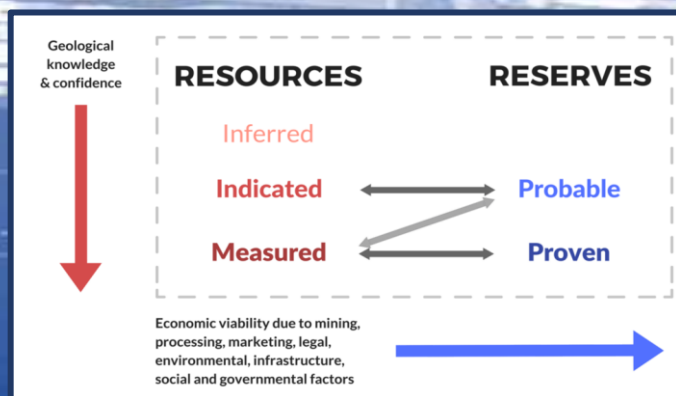 Geological
knowledge
& confidence
RESOURCES
RESERVES
Inferred
Indicated
Probable
Measured
Proven
Economic viability due to mining,
processing, marketing, legal,
environmental, infrastructure,
social and governmental factors